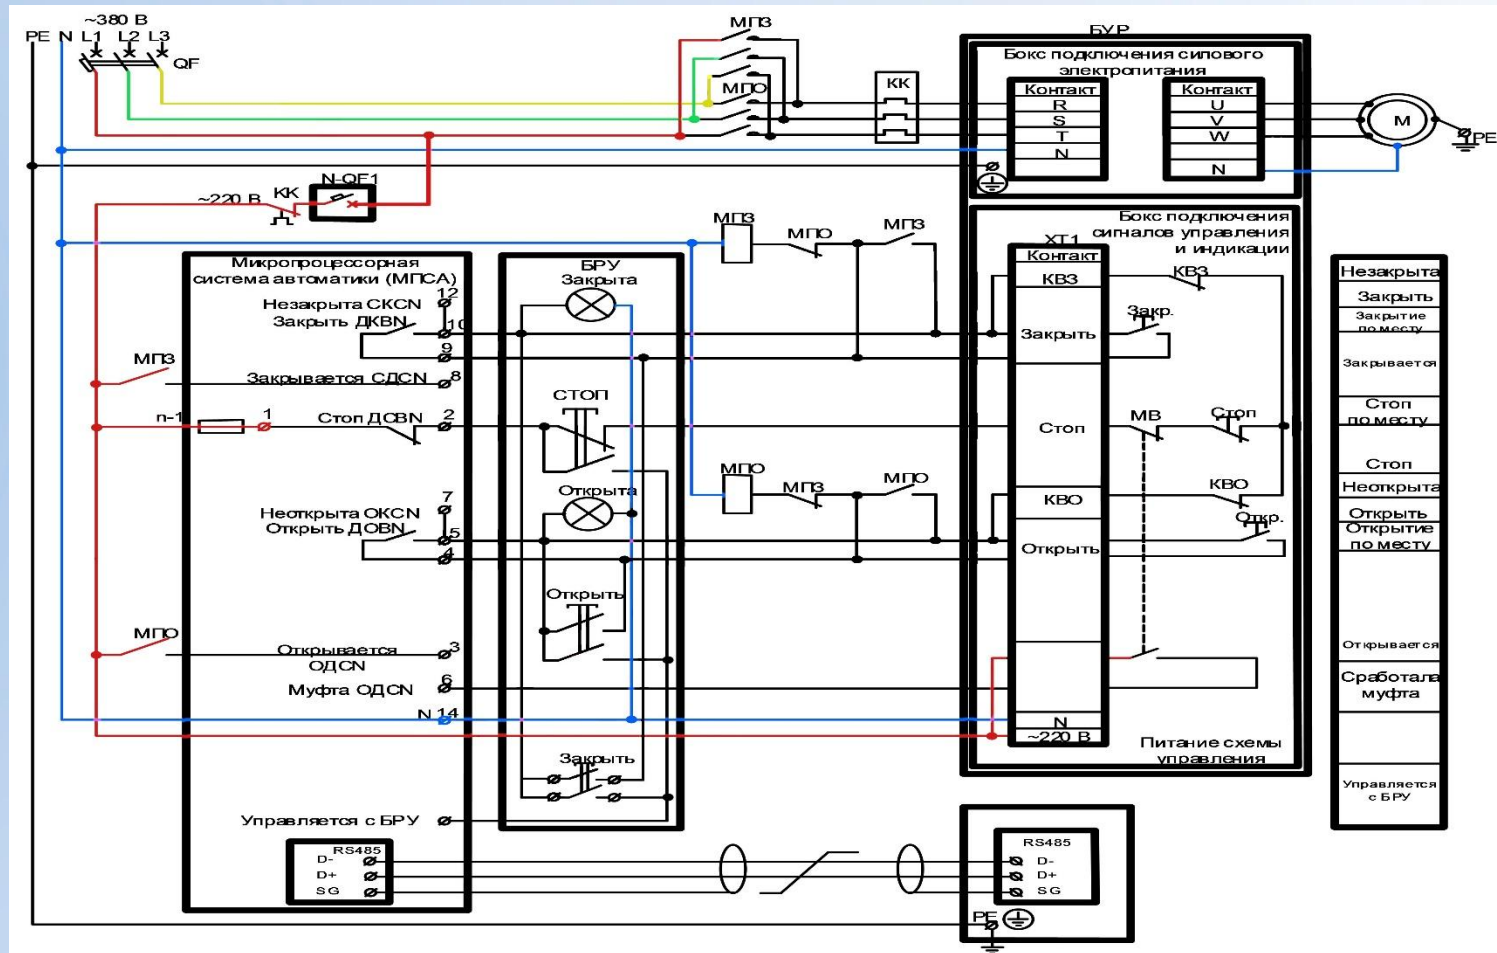 ~380 В
PE N L1 L2 L3
QF
МПЗ
МПО
КК
БУР
Бокс подключения силового
электропитания
Контакт
R
S
T
N
Контакт
U
V
W
N
M
PE
~220 В
КК
N-QF1
МПЗ
МПО
МПЗ
Бокс подключения
сигналов управления
и индикации
XT1
Контакт
КВЗ
Закрыть
Стоп
КВО
Открыть
N
~220 В
КВЗ
Закр.
МВ
Стоп
КВО
Откр.
Питание схемы
управления
Микропроцессорная
система автоматики (МПСА)
Незакрыта СКСN
12
Закрыть ДКВN
10
9
МПЗ
Закрывается СДСN
8
n-1
1
Стоп ДСВN
2
7
Неоткрыта ОКСN
Открыть ДОВN
5
4
МПО
Открывается
ОДСN
3
Муфта ОДСN
6
N 14
Управляется с БРУ
RS485
D-
D+
SG
БРУ
Закрыта
СТОП
Открыта
Открыть
Закрыть
МПО
МПЗ
МПО
RS485
D-
D+
SG
PE
Незакрыта
Закрыть
Закрытие
по месту
Закрывается
Стоп
по месту
Стоп
Неоткрыта
Открыть
Открытие
по месту
Открывается
Сработала
муфта
Управляется
с БРУ